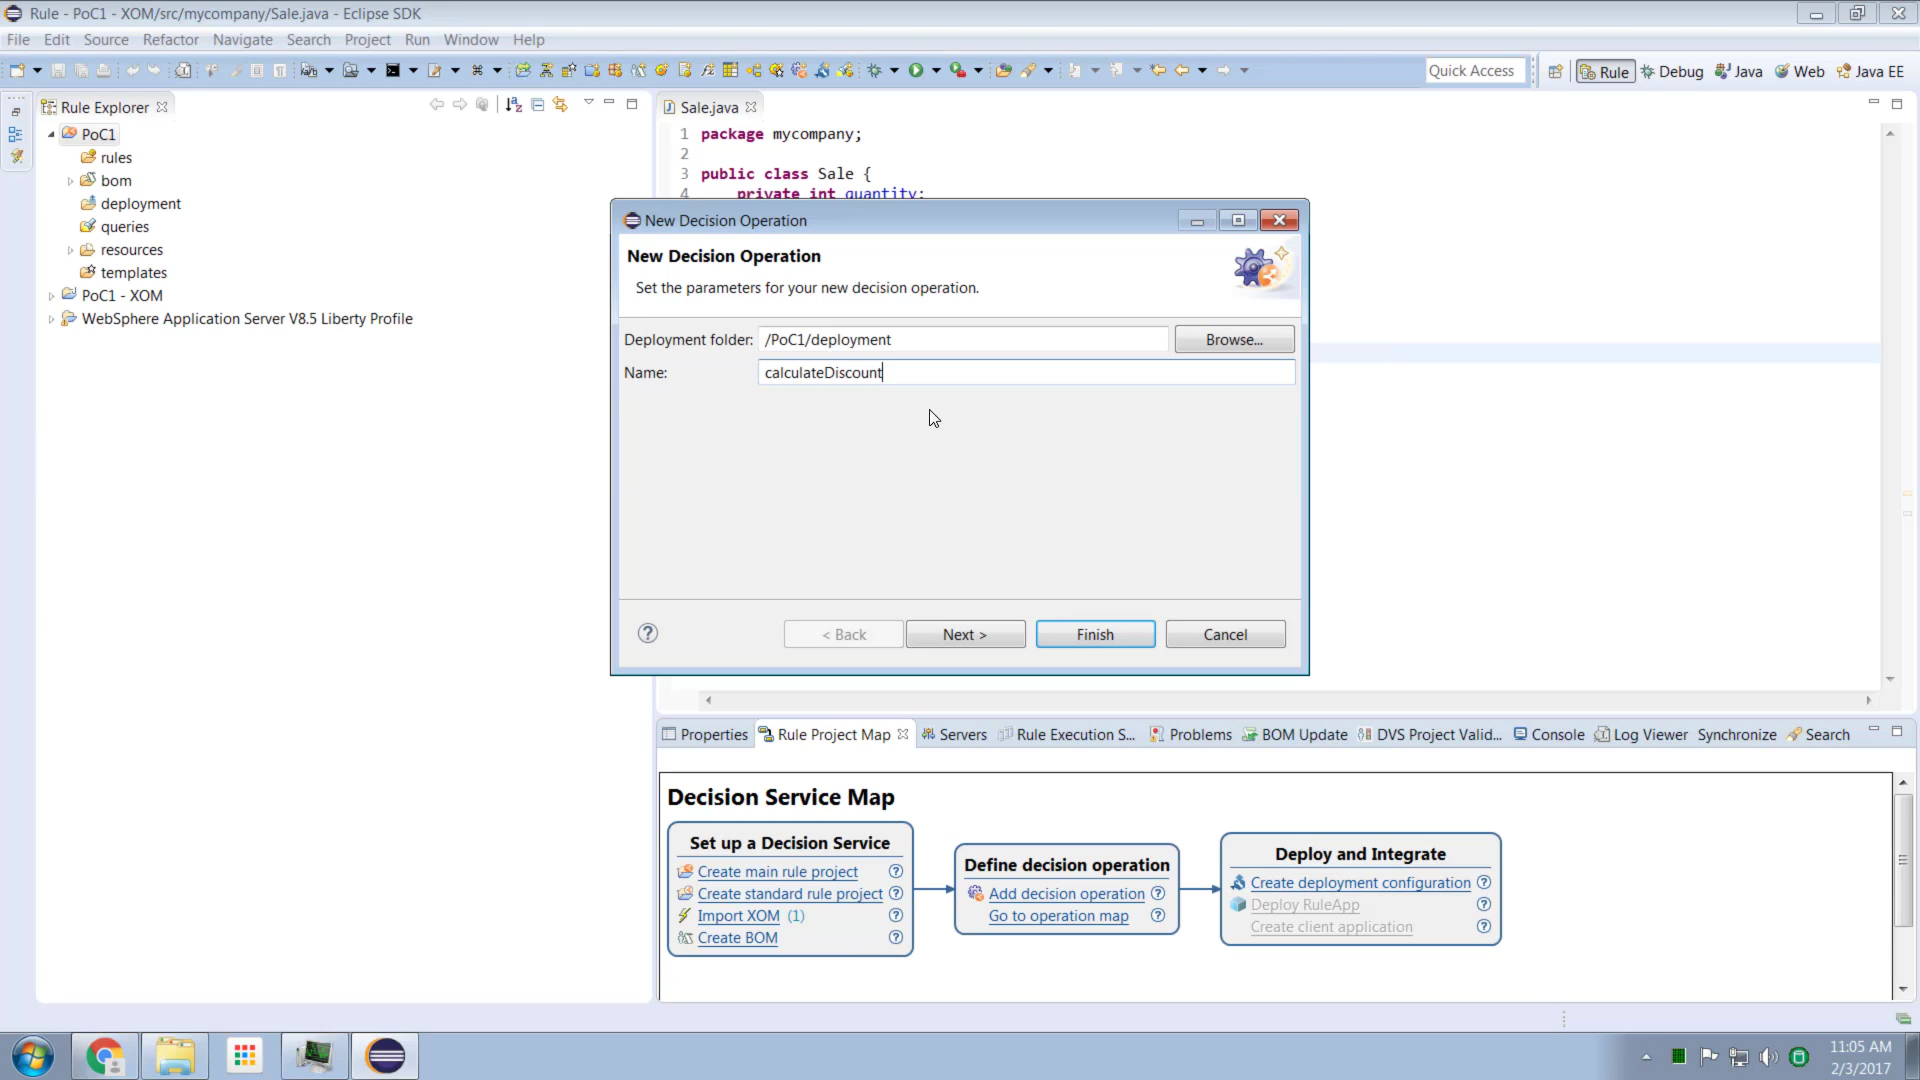 Rule - PoC1 - XOM/src/mycompany/Sale.java - Eclipse SDK
File Edit Source Refactor Navigate Search Project Run Window Help
Quick Access
Rule Debug Java Web Java EE
Rule Explorer
PoC1
rules
bom
deployment
queries
resources
templates
PoC1 - XOM
WebSphere Application Server V8.5 Liberty Profile
Sale.java
1 package mycompany;
2
3 public class Sale {
4 private int quantity;
New Decision Operation
New Decision Operation
Set the parameters for your new decision operation.
Deployment folder: /PoC1/deployment Browse...
Name: calculateDiscount
< Back Next > Finish Cancel
Properties Rule Project Map Servers Rule Execution S... Problems BOM Update DVS Project Valid... Console Log Viewer Synchronize Search
Decision Service Map
Set up a Decision Service
Create main rule project
Create standard rule project
Import XOM (1)
Create BOM
Define decision operation
Add decision operation
Go to operation map
Deploy and Integrate
Create deployment configuration
Deploy RuleApp
Create client application
11:05 AM
2/3/2017